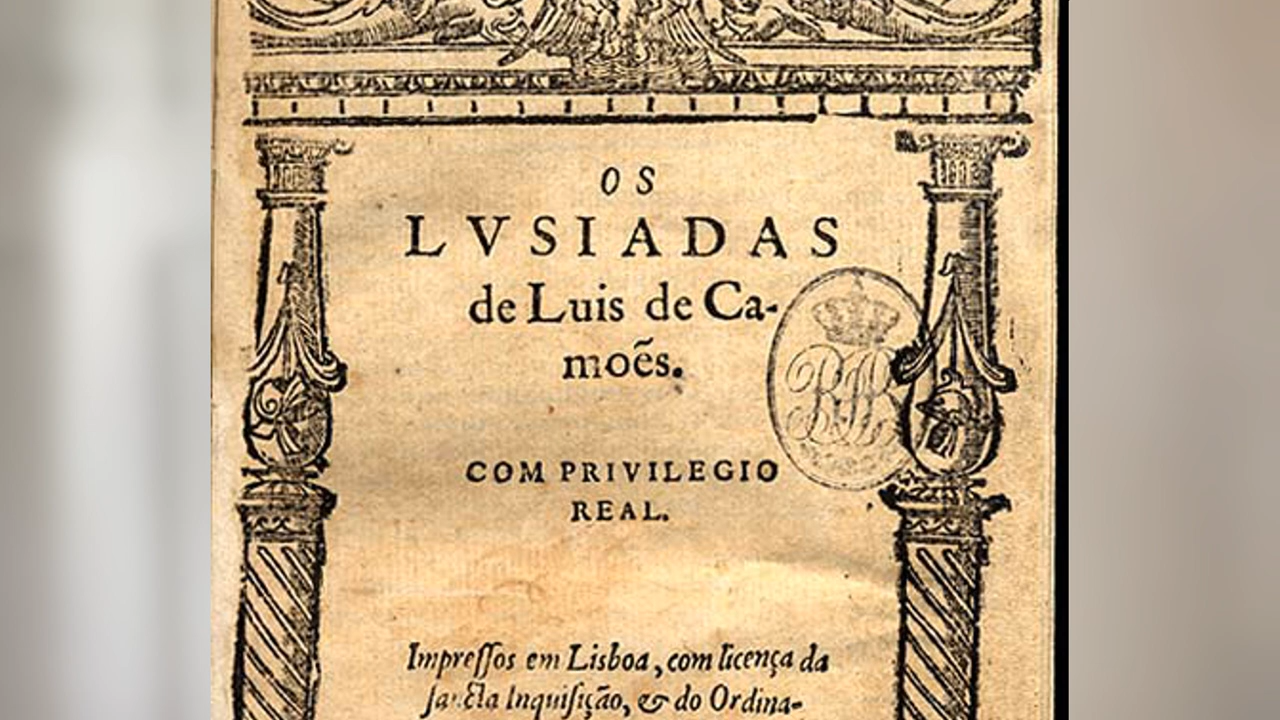 OS
LVSIADAS
de Luis de Ca-
moẽs.
COM PRIVILEGIO
REAL.
Impreſſos em Lisboa, com licença da
ſancta Inquiſição, & do Ordina-